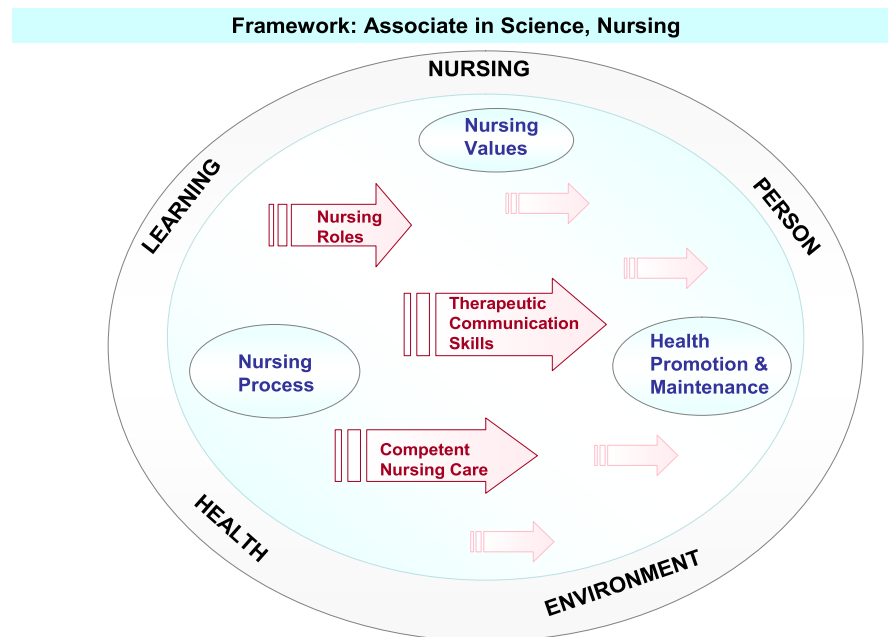 Framework: Associate in Science, Nursing
NURSING
Nursing
Values
LEARNING
PERSON
Nursing
Roles
Therapeutic
Communication
Skills
Health
Promotion &
Maintenance
Nursing
Process
Competent
Nursing Care
HEALTH
ENVIRONMENT